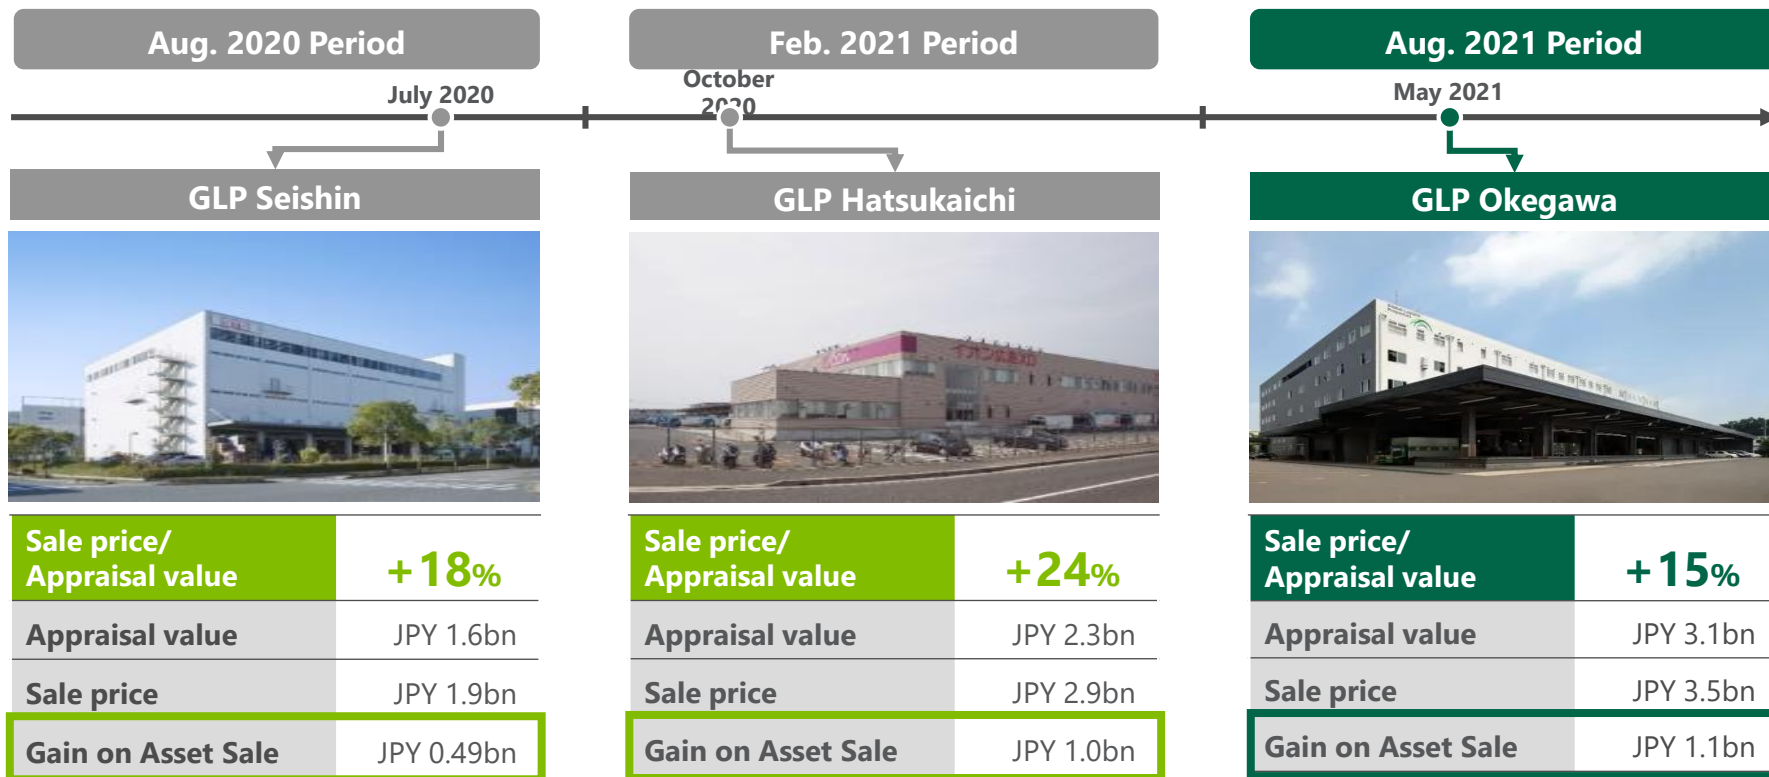 Aug. 2020 Period
Feb. 2021 Period
Aug. 2021 Period
July 2020
October
2020
May 2021
GLP Seishin
GLP Hatsukaichi
GLP Okegawa
Sale price/
Appraisal value
+18%
Appraisal value JPY 1.6bn
Sale price JPY 1.9bn
Gain on Asset Sale JPY 0.49bn
Sale price/
Appraisal value
+24%
Appraisal value JPY 2.3bn
Sale price JPY 2.9bn
Gain on Asset Sale JPY 1.0bn
Sale price/
Appraisal value
+15%
Appraisal value JPY 3.1bn
Sale price JPY 3.5bn
Gain on Asset Sale JPY 1.1bn